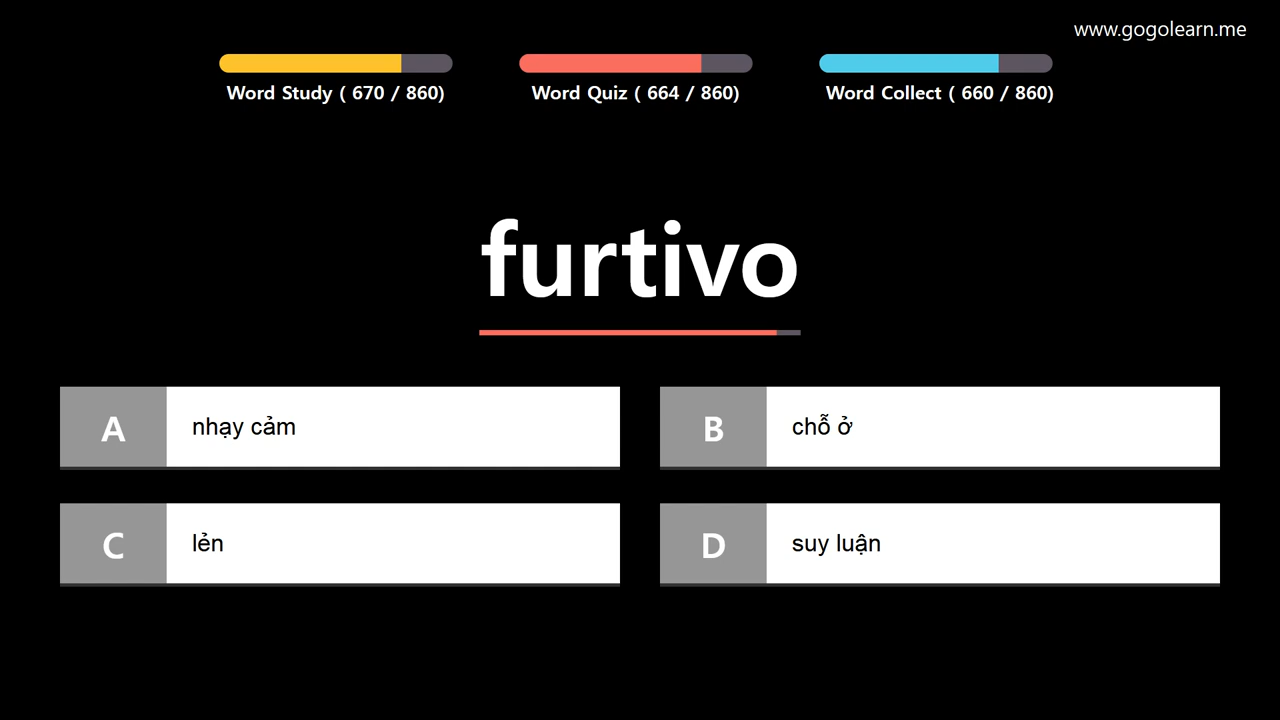 www.gogolearn.me
Word Study ( 670 / 860)
Word Quiz ( 664 / 860)
Word Collect ( 660 / 860)
furtivo
A
nhạy cảm
B
chỗ ở
C
lẻn
D
suy luận